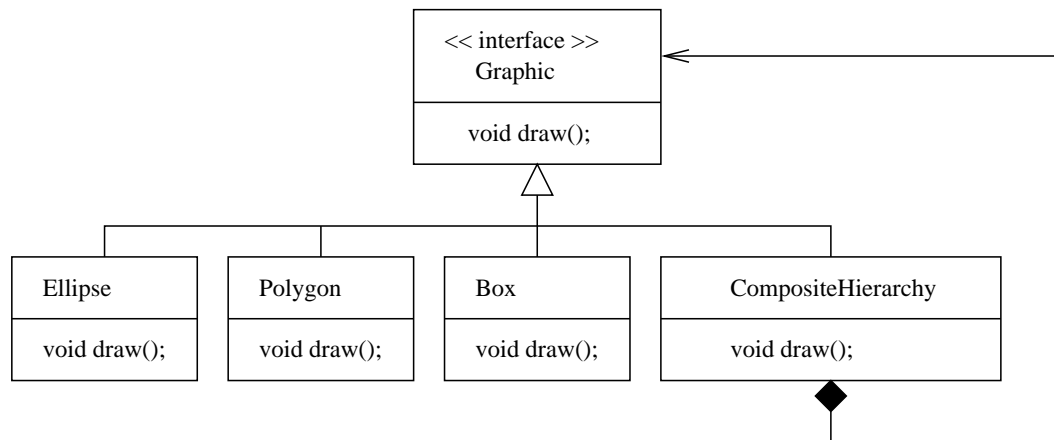 << interface >>
Graphic
void draw();
Ellipse
void draw();
Polygon
void draw();
Box
void draw();
CompositeHierarchy
void draw();